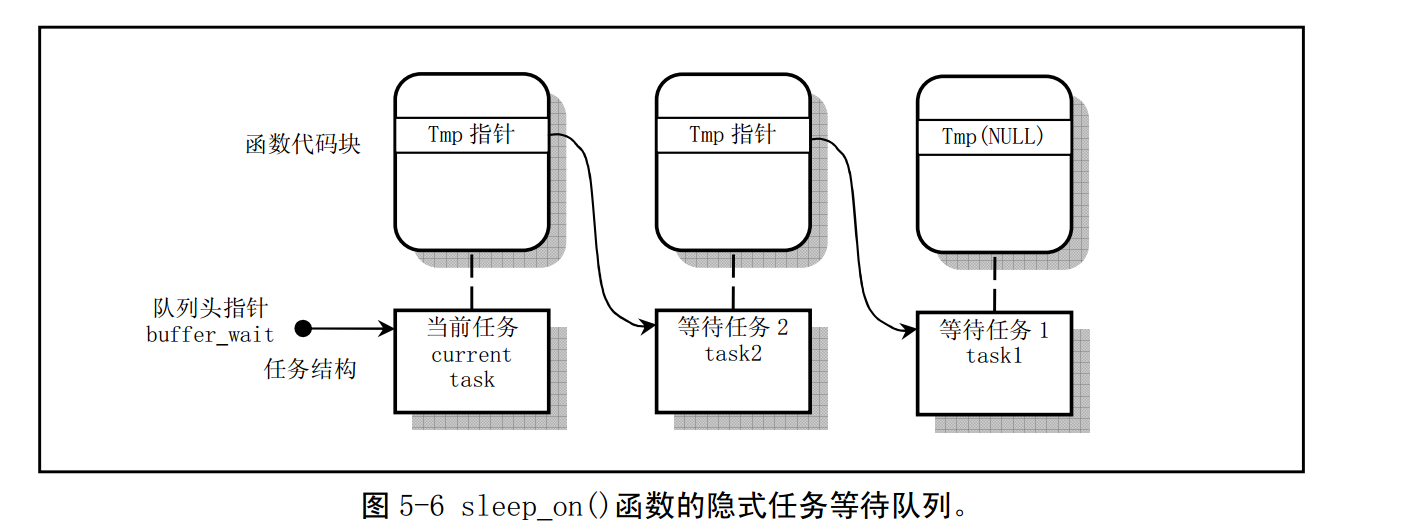 Tmp 指针
Tmp 指针
Tmp(NULL)
函数代码块
队列头指针
buffer_wait
任务结构
当前任务
current
task
等待任务 2
task2
等待任务 1
task1
图 5-6 sleep_on()函数的隐式任务等待队列。